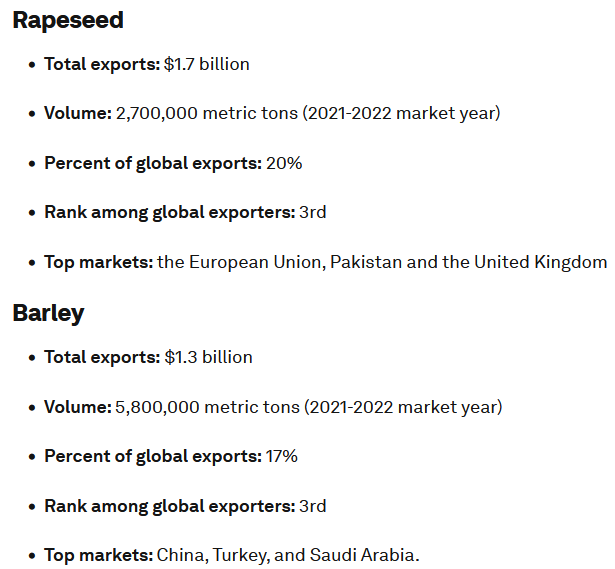 Rapeseed
• Total exports: $1.7 billion
• Volume: 2,700,000 metric tons (2021-2022 market year)
• Percent of global exports: 20%
• Rank among global exporters: 3rd
• Top markets: the European Union, Pakistan and the United Kingdom
Barley
• Total exports: $1.3 billion
• Volume: 5,800,000 metric tons (2021-2022 market year)
• Percent of global exports: 17%
• Rank among global exporters: 3rd
• Top markets: China, Turkey, and Saudi Arabia.